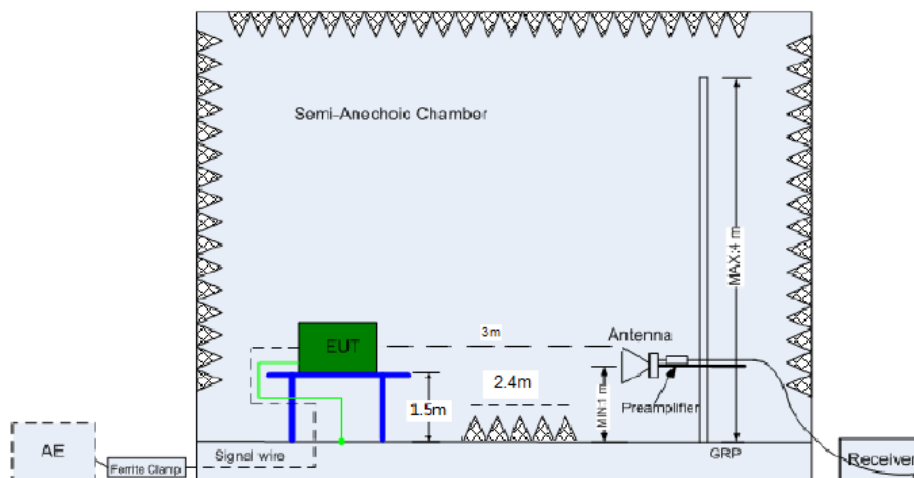 Semi-Anechoic Chamber
MAX:4 m
3m
Antenna
EUT
2.4m
1.5m
MIN:1 m
Preamplifier
AE
Ferrite Clamp
Signal wire
GRP
Receiver